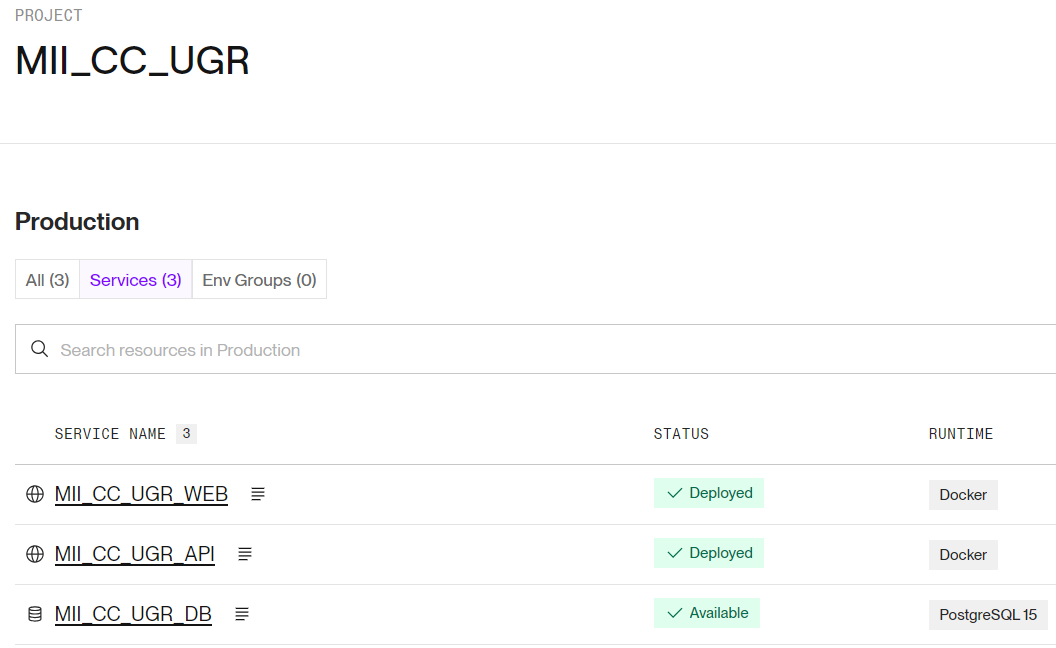 PROJECT
MII_CC_UGR
Production
All (3) Services (3) Env Groups (0)
Search resources in Production
SERVICE NAME 3 STATUS RUNTIME
MII_CC_UGR_WEB Deployed Docker
MII_CC_UGR_API Deployed Docker
MII_CC_UGR_DB Available PostgreSQL 15